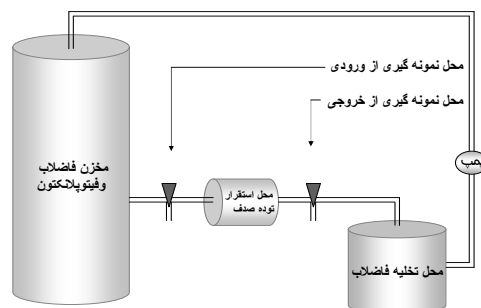 محل نمونه گیری از ورودی
محل نمونه گیری از خروجی
مخزن فاضلاب
وفیتوپلانکتون
پمپ
محل استقرار
توده صدف
محل تخلیه فاضلاب